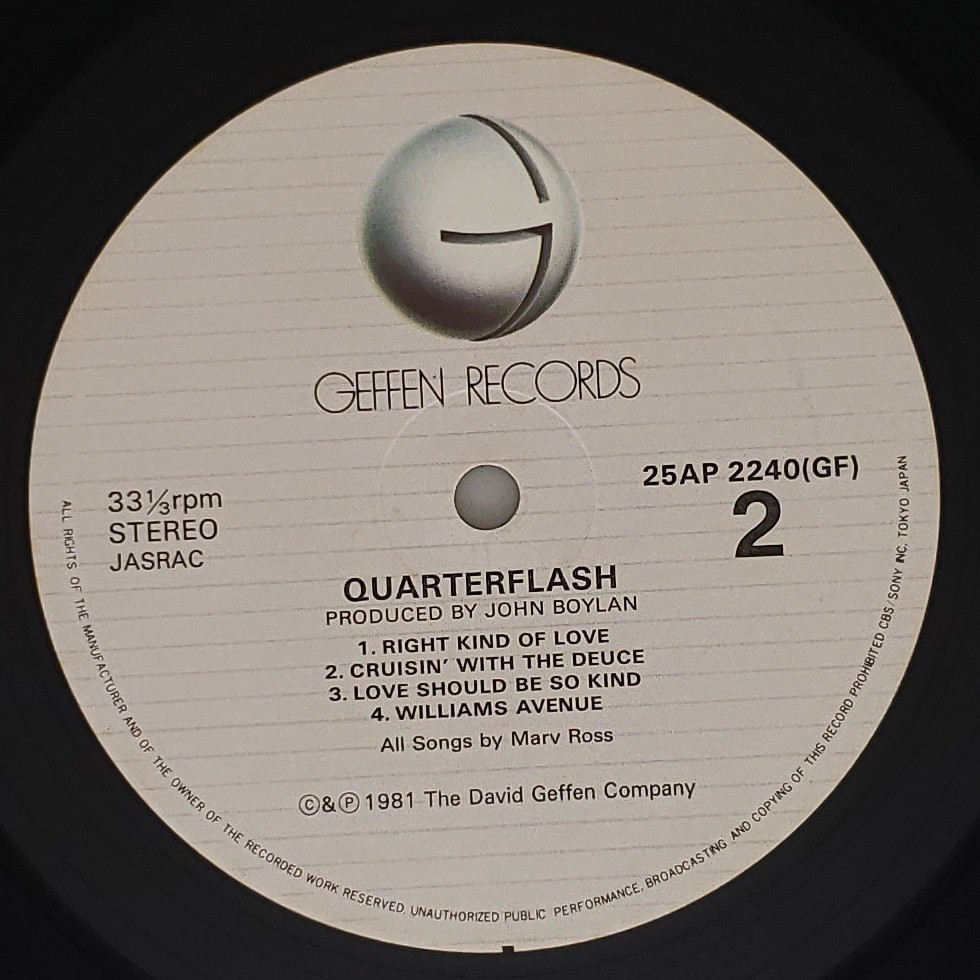 GEFFEN RECORDS
33⅓rpm
STEREO
JASRAC
25AP 2240(GF)
2
QUARTERFLASH
PRODUCED BY JOHN BOYLAN
1. RIGHT KIND OF LOVE
2. CRUISIN' WITH THE DEUCE
3. LOVE SHOULD BE SO KIND
4. WILLIAMS AVENUE
All Songs by Marv Ross
©&℗ 1981 The David Geffen Company
ALL RIGHTS OF THE MANUFACTURER AND OF THE OWNER OF THE RECORDED WORK RESERVED. UNAUTHORIZED PUBLIC PERFORMANCE, BROADCASTING AND COPYING OF THIS RECORD PROHIBITED CBS/SONY INC. TOKYO JAPAN